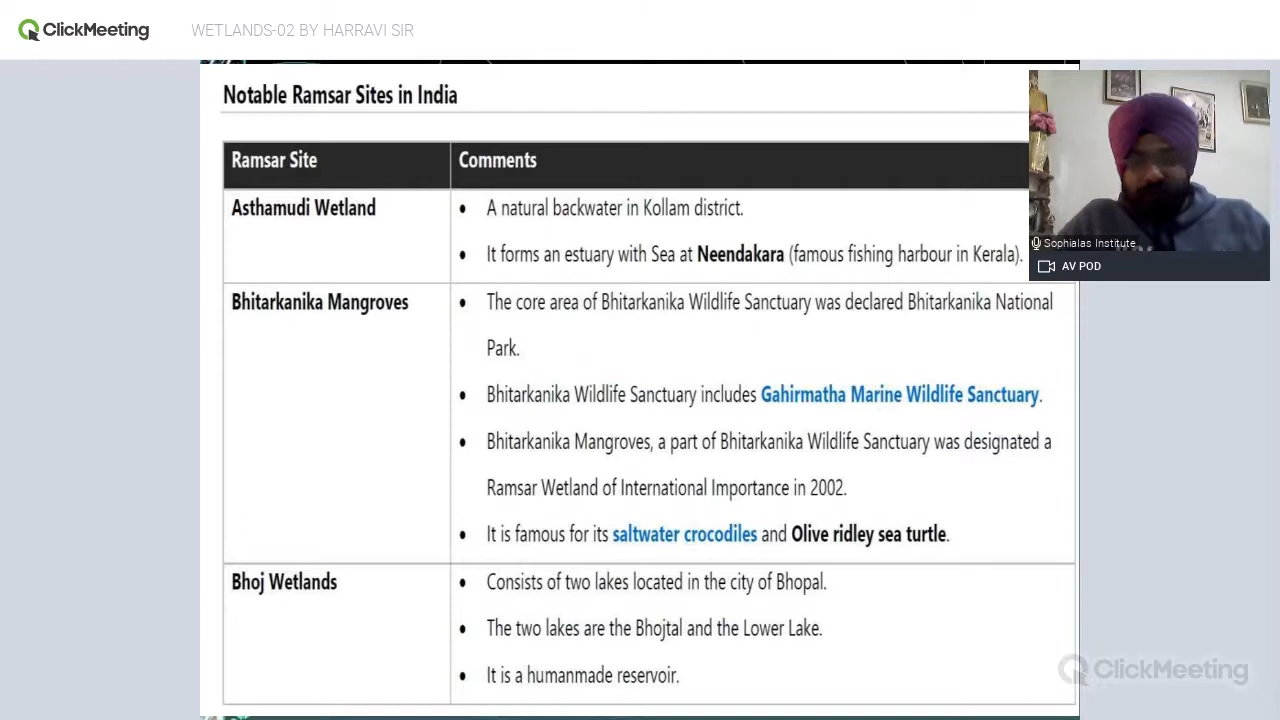 ClickMeeting
WETLANDS-02 BY HARRAVI SIR
Notable Ramsar Sites in India
Ramsar Site
Comments
Asthamudi Wetland
• A natural backwater in Kollam district.
• It forms an estuary with Sea at Neendakara (famous fishing harbour in Kerala).
Bhitarkanika Mangroves
• The core area of Bhitarkanika Wildlife Sanctuary was declared Bhitarkanika National
Park.
• Bhitarkanika Wildlife Sanctuary includes Gahirmatha Marine Wildlife Sanctuary.
• Bhitarkanika Mangroves, a part of Bhitarkanika Wildlife Sanctuary was designated a
Ramsar Wetland of International Importance in 2002.
• It is famous for its saltwater crocodiles and Olive ridley sea turtle.
Bhoj Wetlands
• Consists of two lakes located in the city of Bhopal.
• The two lakes are the Bhojtal and the Lower Lake.
• It is a humanmade reservoir.
Sophialas Institute
AV POD
ClickMeeting